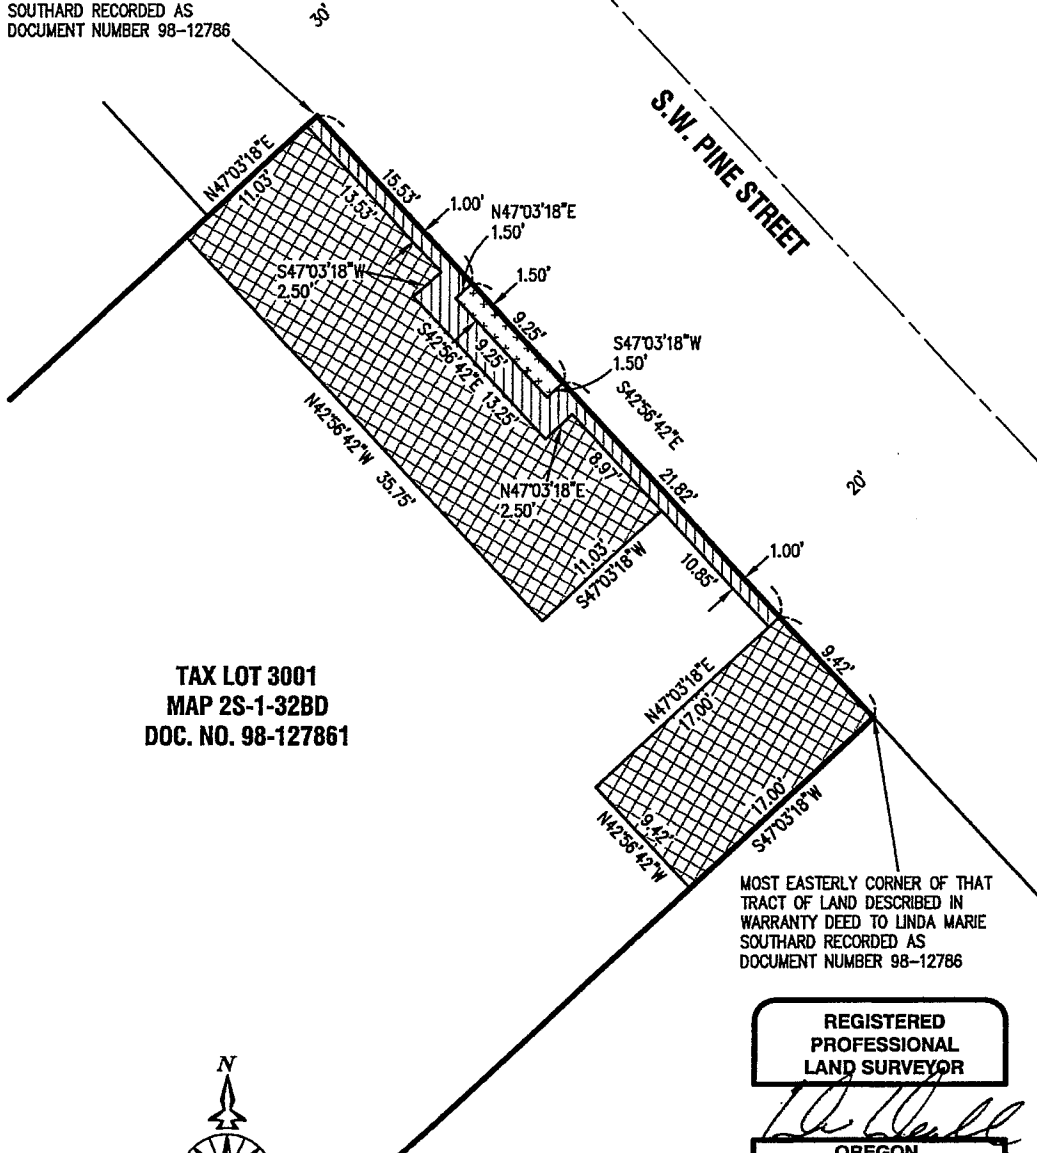 SOUTHARD RECORDED AS
DOCUMENT NUMBER 98-12786
30'
S.W. PINE STREET
N47°03'18"E
11.03'
15.53'
13.53'
1.00'
N47°03'18"E
1.50'
S47°03'18"W
2.50'
1.50'
9.25'
9.25'
S42°56'42"E 13.25'
S47°03'18"W
1.50'
S42°56'42"E
21.82'
N42°56'42"W 35.75'
8.97'
N47°03'18"E
2.50'
20'
11.03'
S47°03'18"W
10.85'
1.00'
TAX LOT 3001
MAP 2S-1-32BD
DOC. NO. 98-127861
N47°03'18"E
17.00'
9.42'
9.42'
N42°56'42"W
17.00'
S47°03'18"W
MOST EASTERLY CORNER OF THAT
TRACT OF LAND DESCRIBED IN
WARRANTY DEED TO LINDA MARIE
SOUTHARD RECORDED AS
DOCUMENT NUMBER 98-12786
N
REGISTERED
PROFESSIONAL
LAND SURVEYOR
OREGON